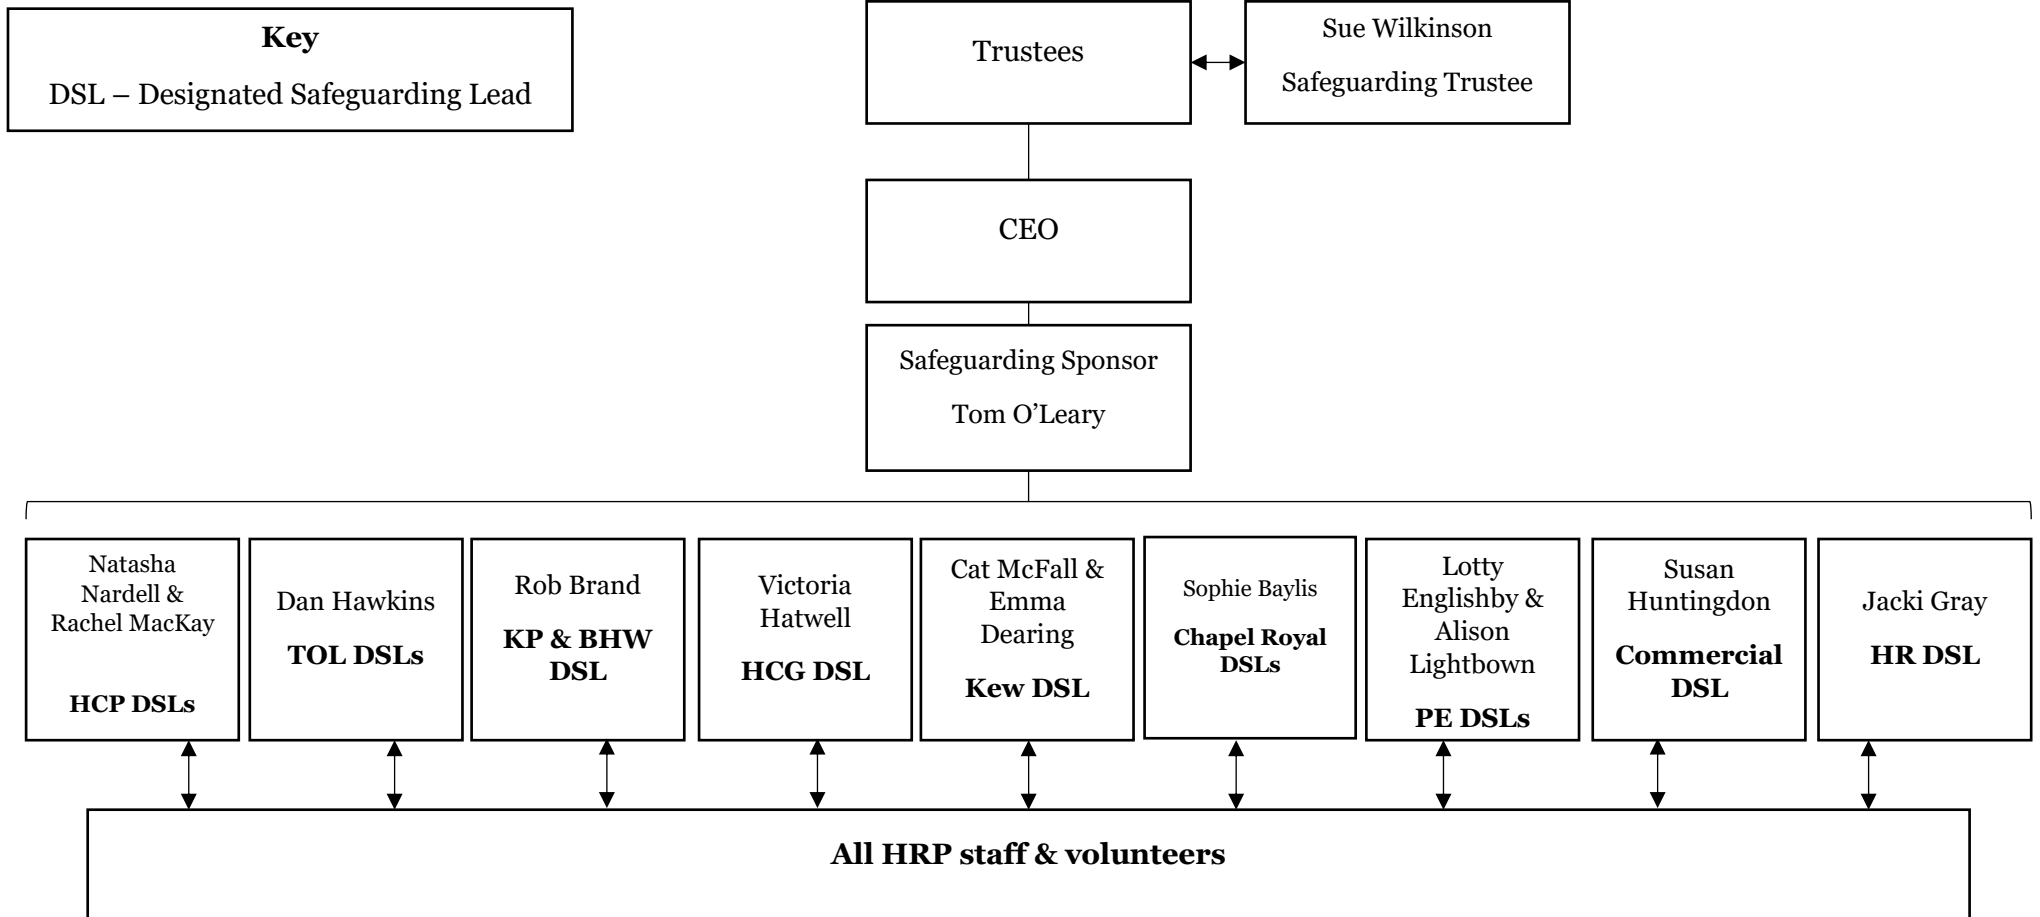 Key
DSL – Designated Safeguarding Lead
Trustees
Sue Wilkinson
Safeguarding Trustee
CEO
Safeguarding Sponsor
Tom O’Leary
Natasha
Nardell &
Rachel MacKay
HCP DSLs
Dan Hawkins
TOL DSLs
Rob Brand
KP & BHW
DSL
Victoria
Hatwell
HCG DSL
Cat McFall &
Emma
Dearing
Kew DSL
Sophie Baylis
Chapel Royal
DSLs
Lotty
Englishby &
Alison
Lightbown
PE DSLs
Susan
Huntingdon
Commercial
DSL
Jacki Gray
HR DSL
All HRP staff & volunteers